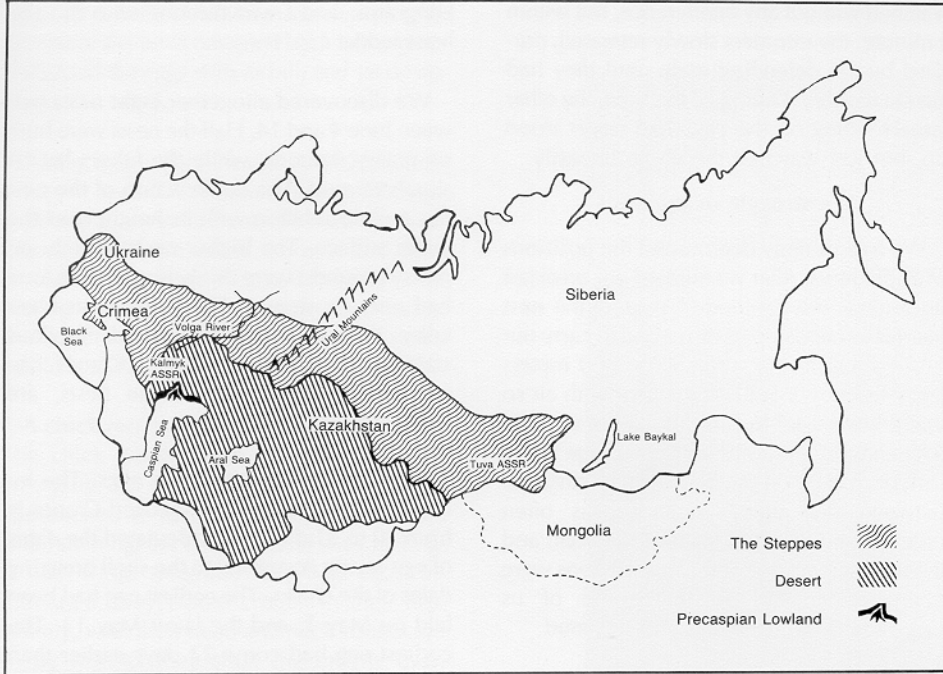 Ukraine
Crimea
Black
Sea
Volga River
Ural Mountains
Siberia
Kalmyk
ASSR
Caspian Sea
Aral Sea
Kazakhstan
Tuva ASSR
Lake Baykal
Mongolia
The Steppes
Desert
Precaspian Lowland